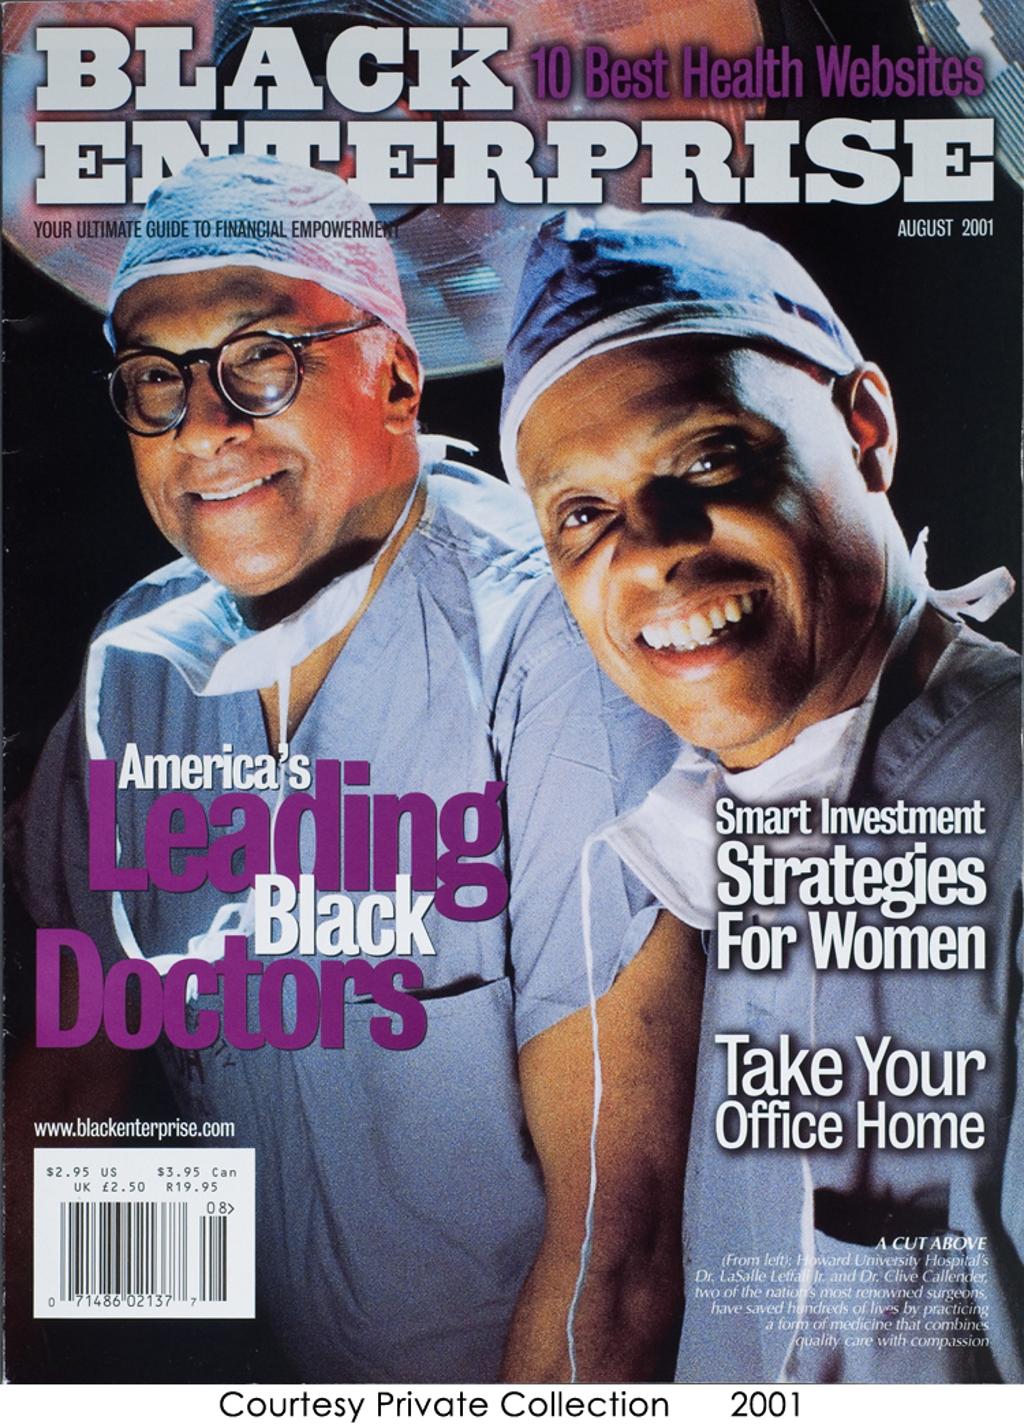 BLACK
10 Best Health Websites
ENTERPRISE
YOUR ULTIMATE GUIDE TO FINANCIAL EMPOWERMENT
AUGUST 2001
America's
Leading
Black
Doctors
Smart Investment
Strategies
For Women
Take Your
Office Home
www.blackenterprise.com
$2.95 US $3.95 Can
UK £2.50 R19.95
08>
0 71486 02137 7
A CUT ABOVE
(From left): Howard University Hospital's
Dr. LaSalle Leffall Jr. and Dr. Clive Callender,
two of the nation's most renowned surgeons,
have saved hundreds of lives by practicing
a form of medicine that combines
quality care with compassion
Courtesy Private Collection 2001